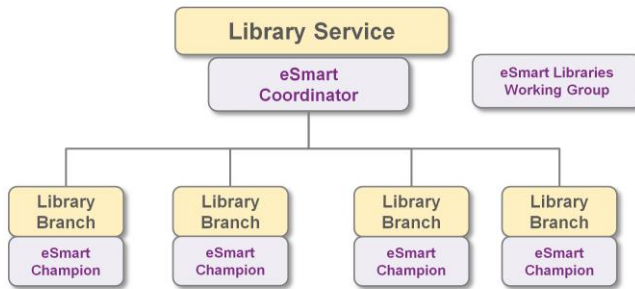 Library Service
eSmart
Coordinator
eSmart Libraries
Working Group
Library
Branch
eSmart
Champion
Library
Branch
eSmart
Champion
Library
Branch
eSmart
Champion
Library
Branch
eSmart
Champion